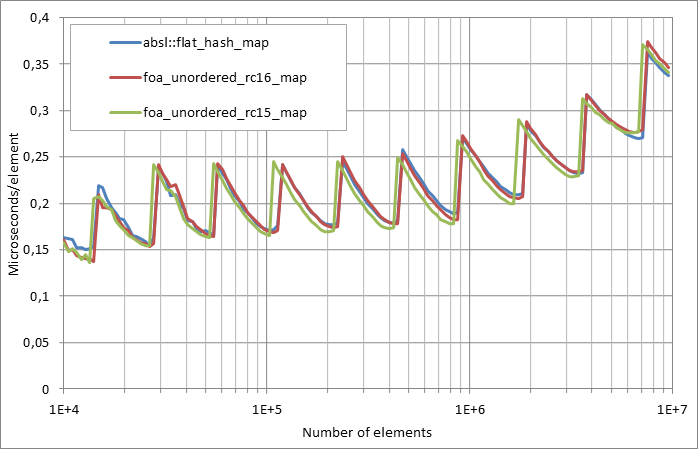 0,4
0,35
0,3
0,25
0,2
0,15
0,1
0,05
0
Microseconds/element
absl::flat_hash_map
foa_unordered_rc16_map
foa_unordered_rc15_map
1E+4
1E+5
1E+6
1E+7
Number of elements